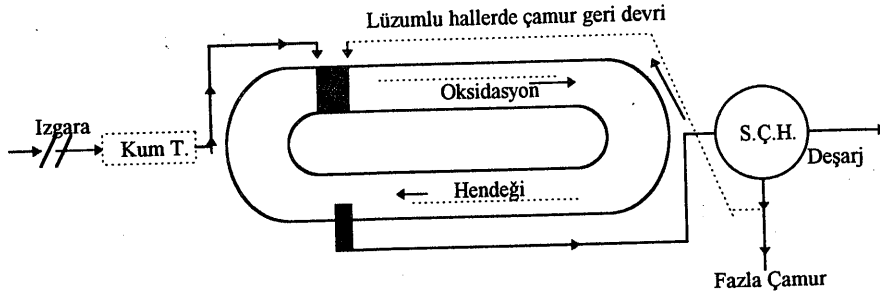 Lüzumlu hallerde çamur geri devri
Oksidasyon
Izgara
Kum T.
S.Ç.H.
Deşarj
Hendeği
Fazla Çamur